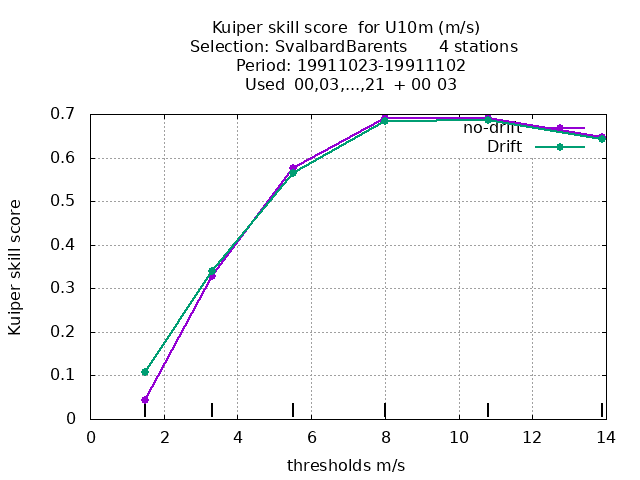 Kuiper skill score  for U10m (m/s)
Selection: SvalbardBarents      4 stations
Period: 19911023-19911102
Used  00,03,...,21  + 00 03
no-drift
Drift
Kuiper skill score
0.7
0.6
0.5
0.4
0.3
0.2
0.1
0
0 2 4 6 8 10 12 14
thresholds m/s